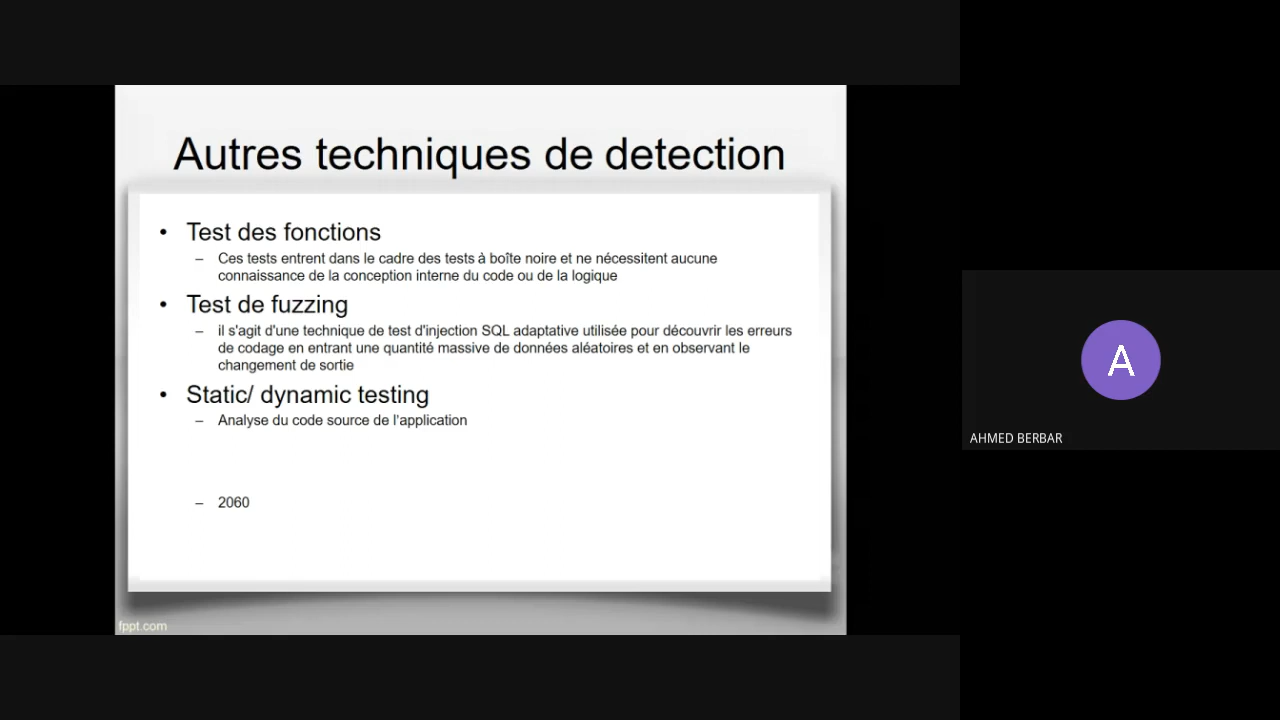 Autres techniques de detection
• Test des fonctions
– Ces tests entrent dans le cadre des tests à boîte noire et ne nécessitent aucune
connaissance de la conception interne du code ou de la logique
• Test de fuzzing
– il s'agit d'une technique de test d'injection SQL adaptative utilisée pour découvrir les erreurs
de codage en entrant une quantité massive de données aléatoires et en observant le
changement de sortie
• Static/ dynamic testing
– Analyse du code source de l'application
– 2060
fppt.com
A
AHMED BERBAR